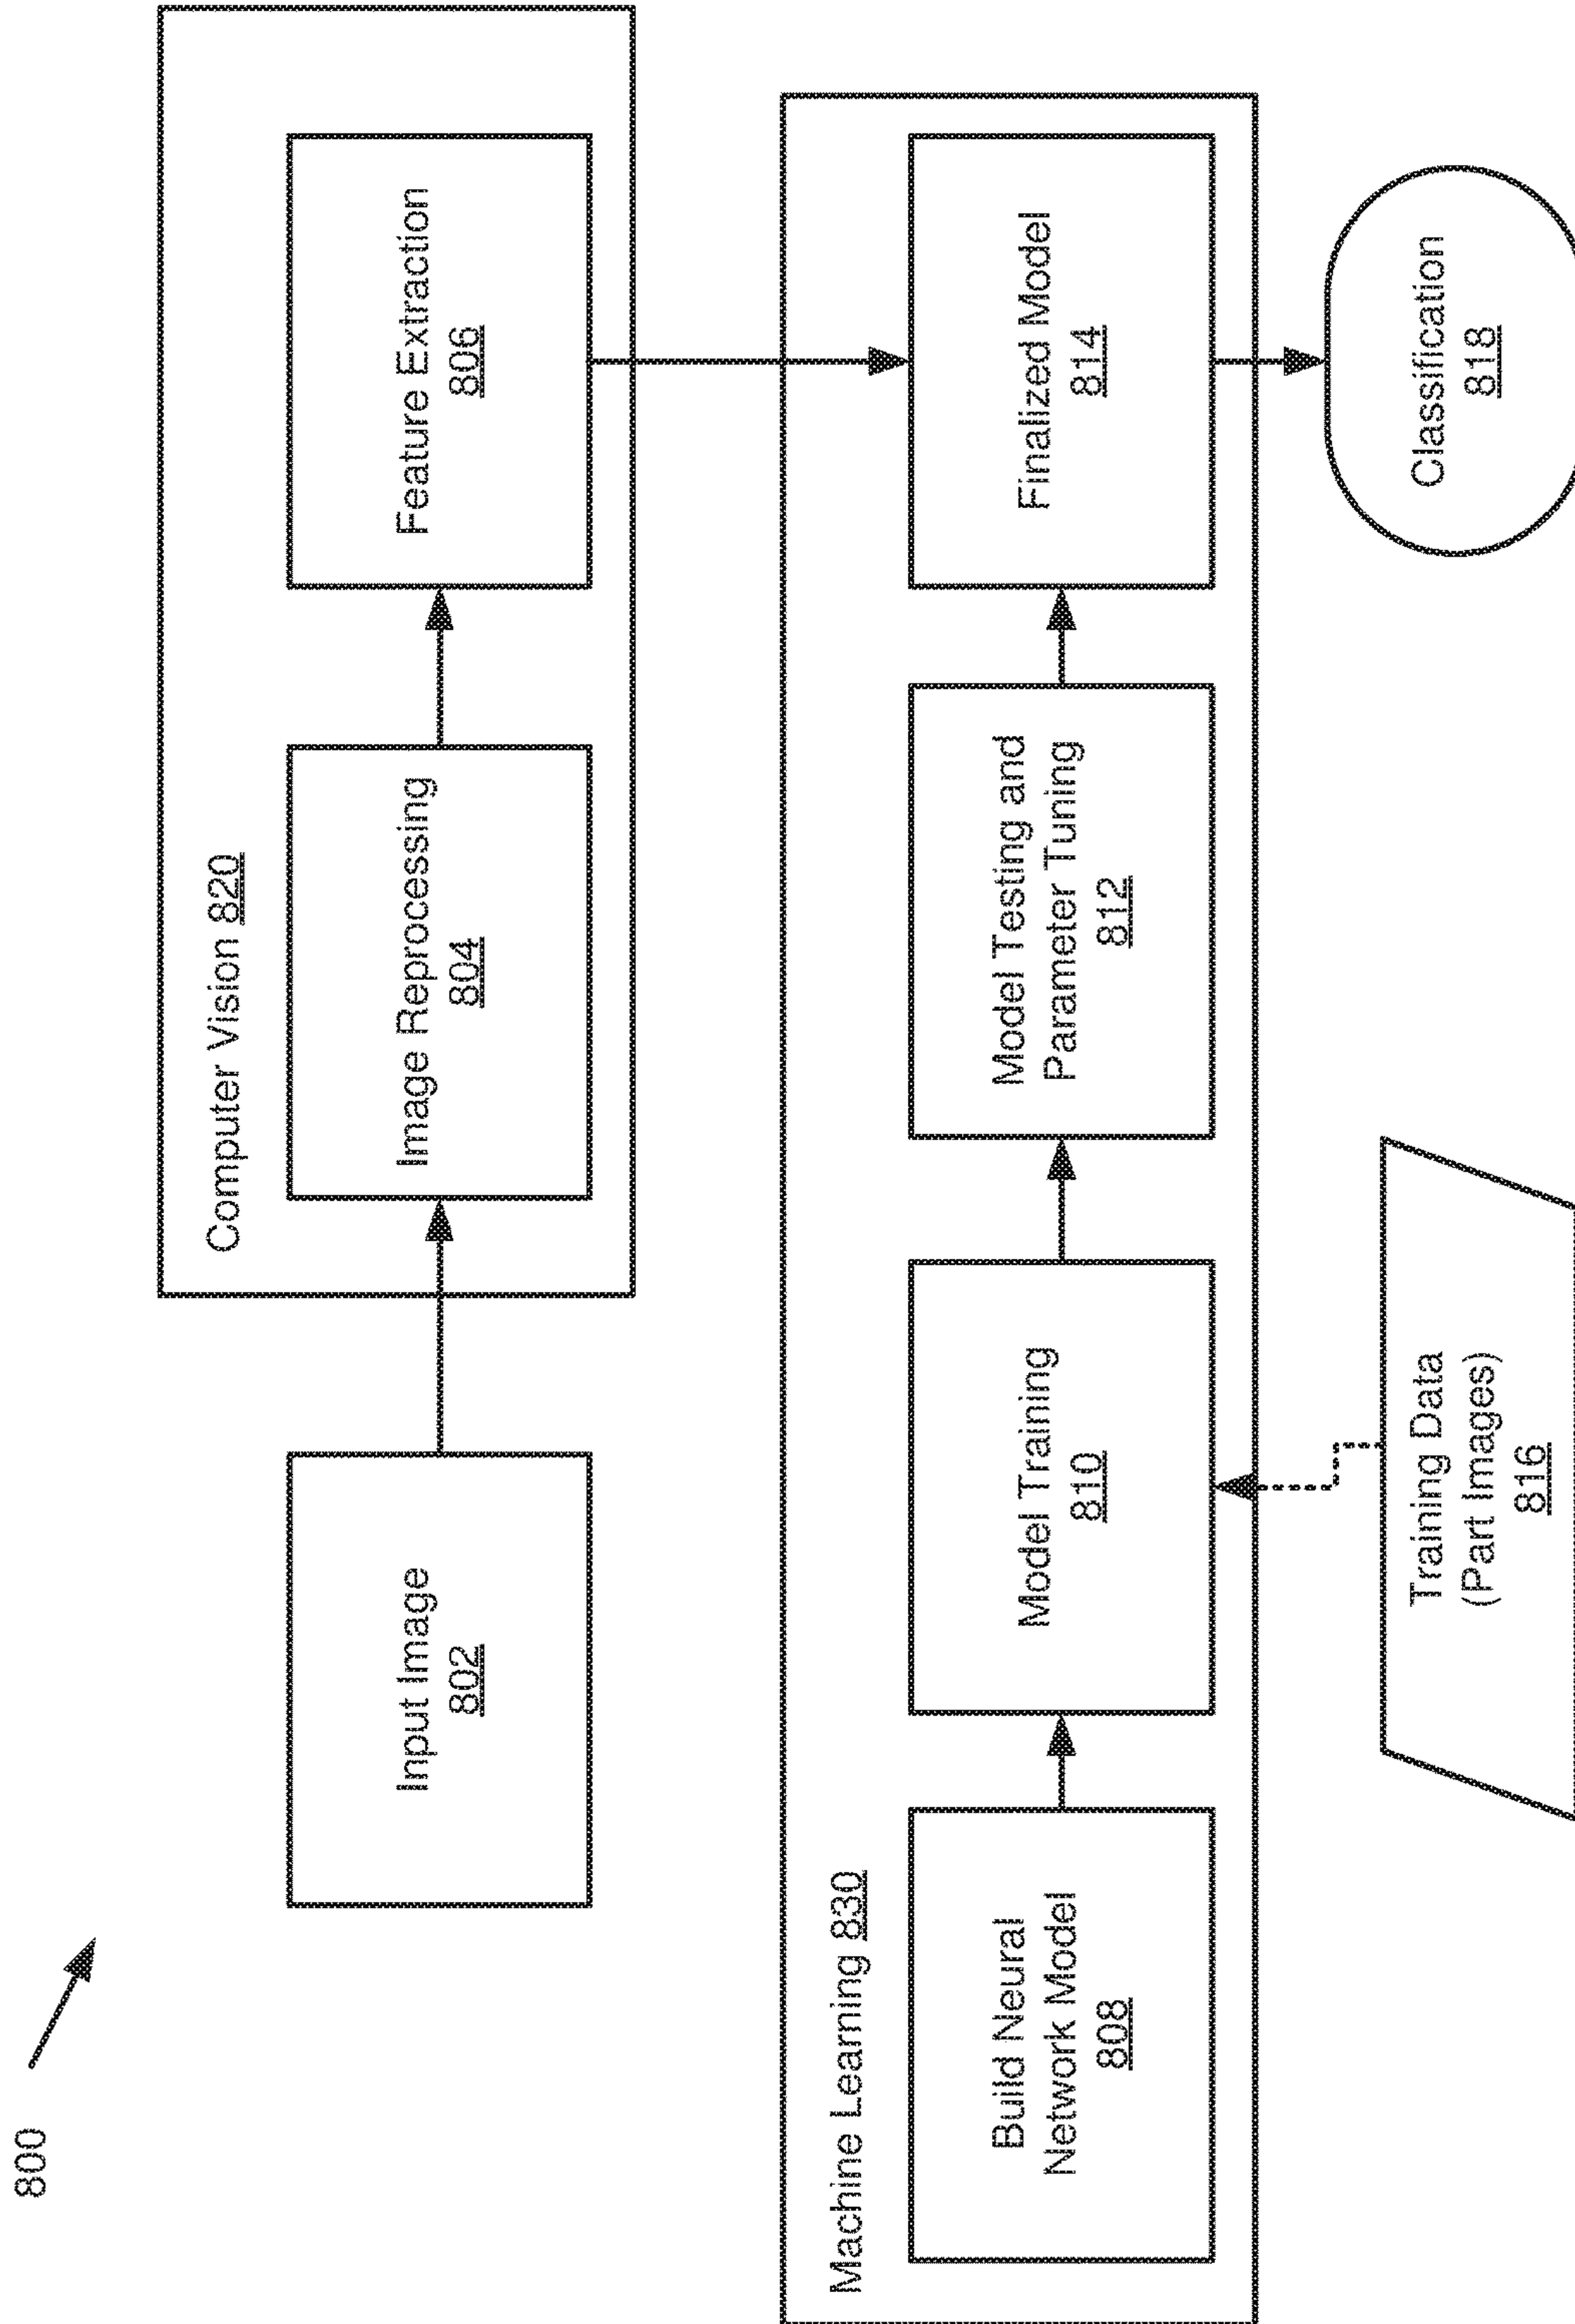 800
Computer Vision 820
Input Image
802
Image Reprocessing
804
Feature Extraction
806
Machine Learning 830
Build Neural
Network Model
808
Model Training
810
Model Testing and
Parameter Tuning
812
Finalized Model
814
Training Data
(Part Images)
816
Classification
818